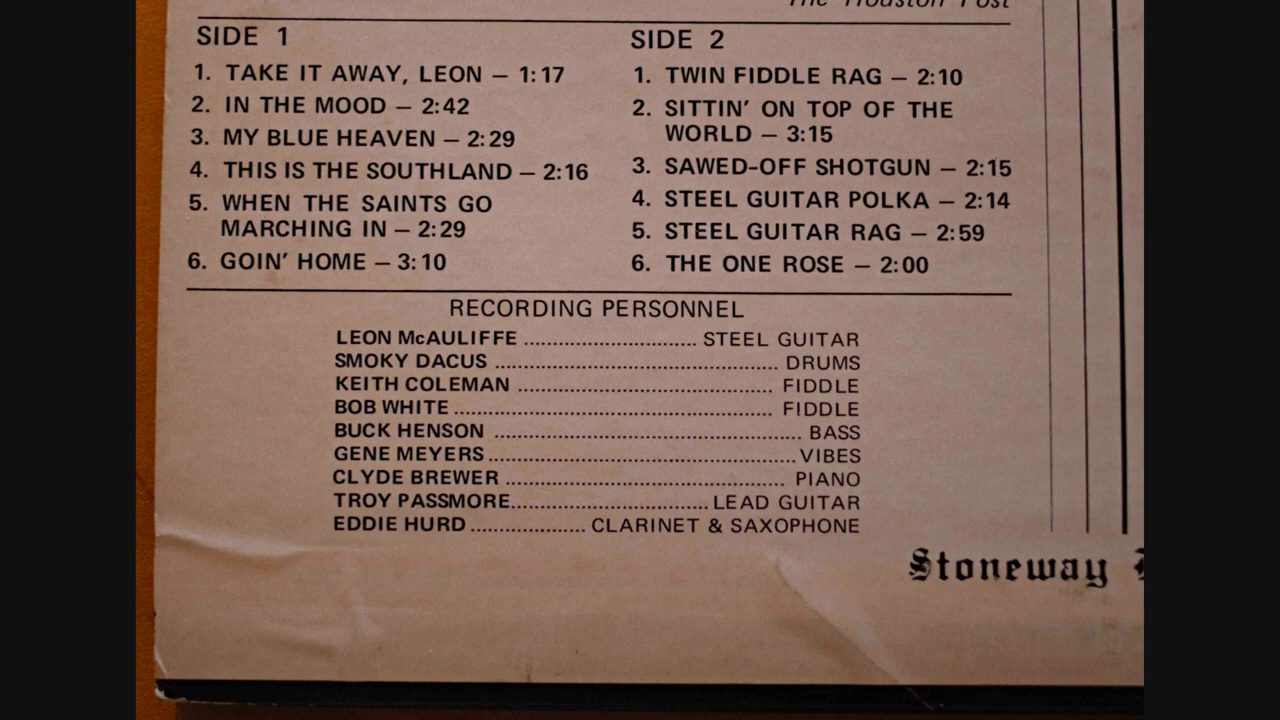 The Houston Post
SIDE 1
1. TAKE IT AWAY, LEON – 1:17
2. IN THE MOOD – 2:42
3. MY BLUE HEAVEN – 2:29
4. THIS IS THE SOUTHLAND – 2:16
5. WHEN THE SAINTS GO
MARCHING IN – 2:29
6. GOIN' HOME – 3:10
SIDE 2
1. TWIN FIDDLE RAG – 2:10
2. SITTIN' ON TOP OF THE
WORLD – 3:15
3. SAWED-OFF SHOTGUN – 2:15
4. STEEL GUITAR POLKA – 2:14
5. STEEL GUITAR RAG – 2:59
6. THE ONE ROSE – 2:00
RECORDING PERSONNEL
LEON McAULIFFE ............................ STEEL GUITAR
SMOKY DACUS .............................................. DRUMS
KEITH COLEMAN ......................................... FIDDLE
BOB WHITE .................................................... FIDDLE
BUCK HENSON .................................................. BASS
GENE MEYERS .................................................. VIBES
CLYDE BREWER ............................................. PIANO
TROY PASSMORE................................ LEAD GUITAR
EDDIE HURD ................... CLARINET & SAXOPHONE
Stoneway